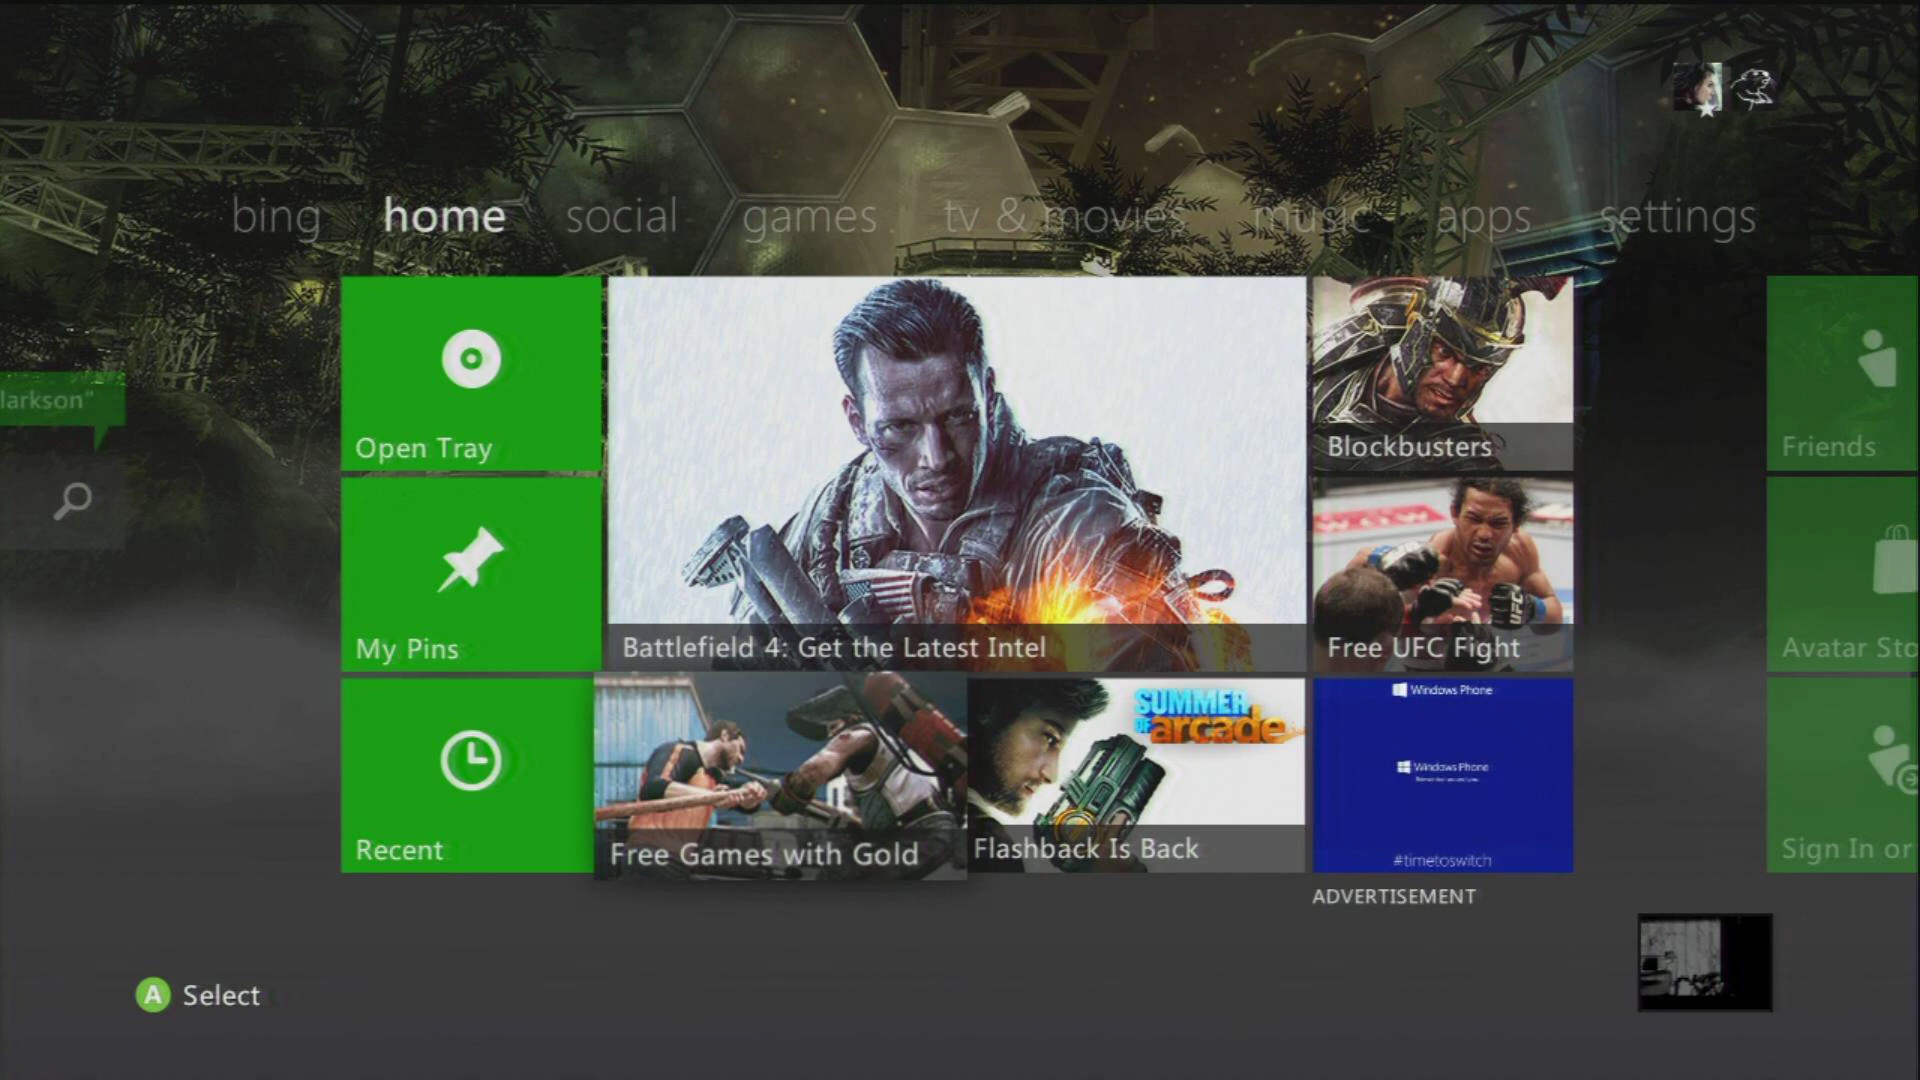 bing home social games tv & movies music apps settings
larkson"
Open Tray
My Pins
Recent
Battlefield 4: Get the Latest Intel
Free Games with Gold
SUMMER
OF arcade
Flashback Is Back
Blockbusters
Free UFC Fight
UFC
Windows Phone
Windows Phone
#timetoswitch
ADVERTISEMENT
Friends
Avatar Sto
Sign In or
A Select